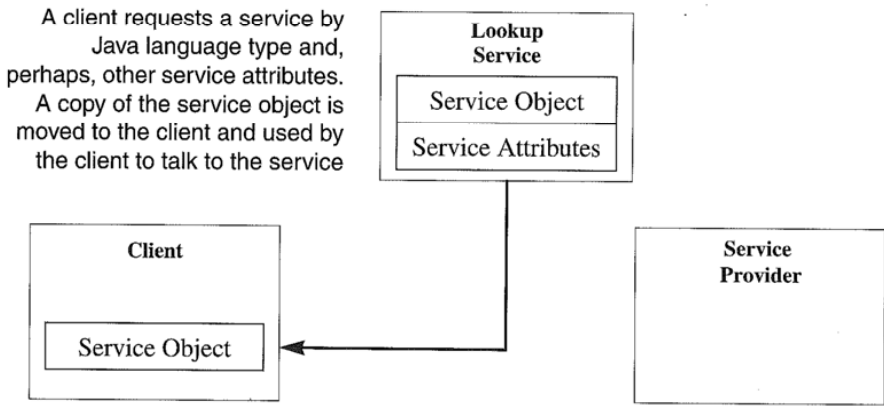 A client requests a service by
Java language type and,
perhaps, other service attributes.
A copy of the service object is
moved to the client and used by
the client to talk to the service
Lookup
Service
Service Object
Service Attributes
Client
Service Object
Service
Provider